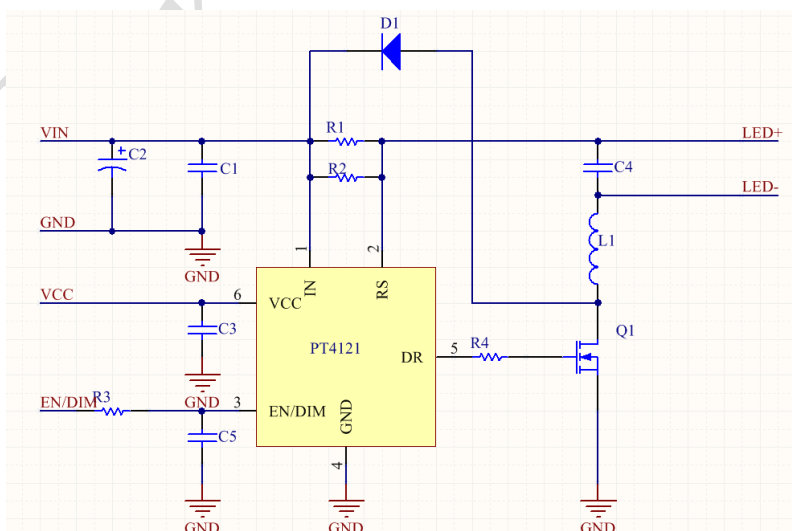 D1
VIN
R1
LED+
C2
C1
R2
C4
LED-
GND
L1
GND
1
2
IN
RS
VCC
6
VCC
C3
PT4121
DR
5
R4
Q1
EN/DIM
R3
GND
3
EN/DIM
GND
C5
4
GND
GND
GND